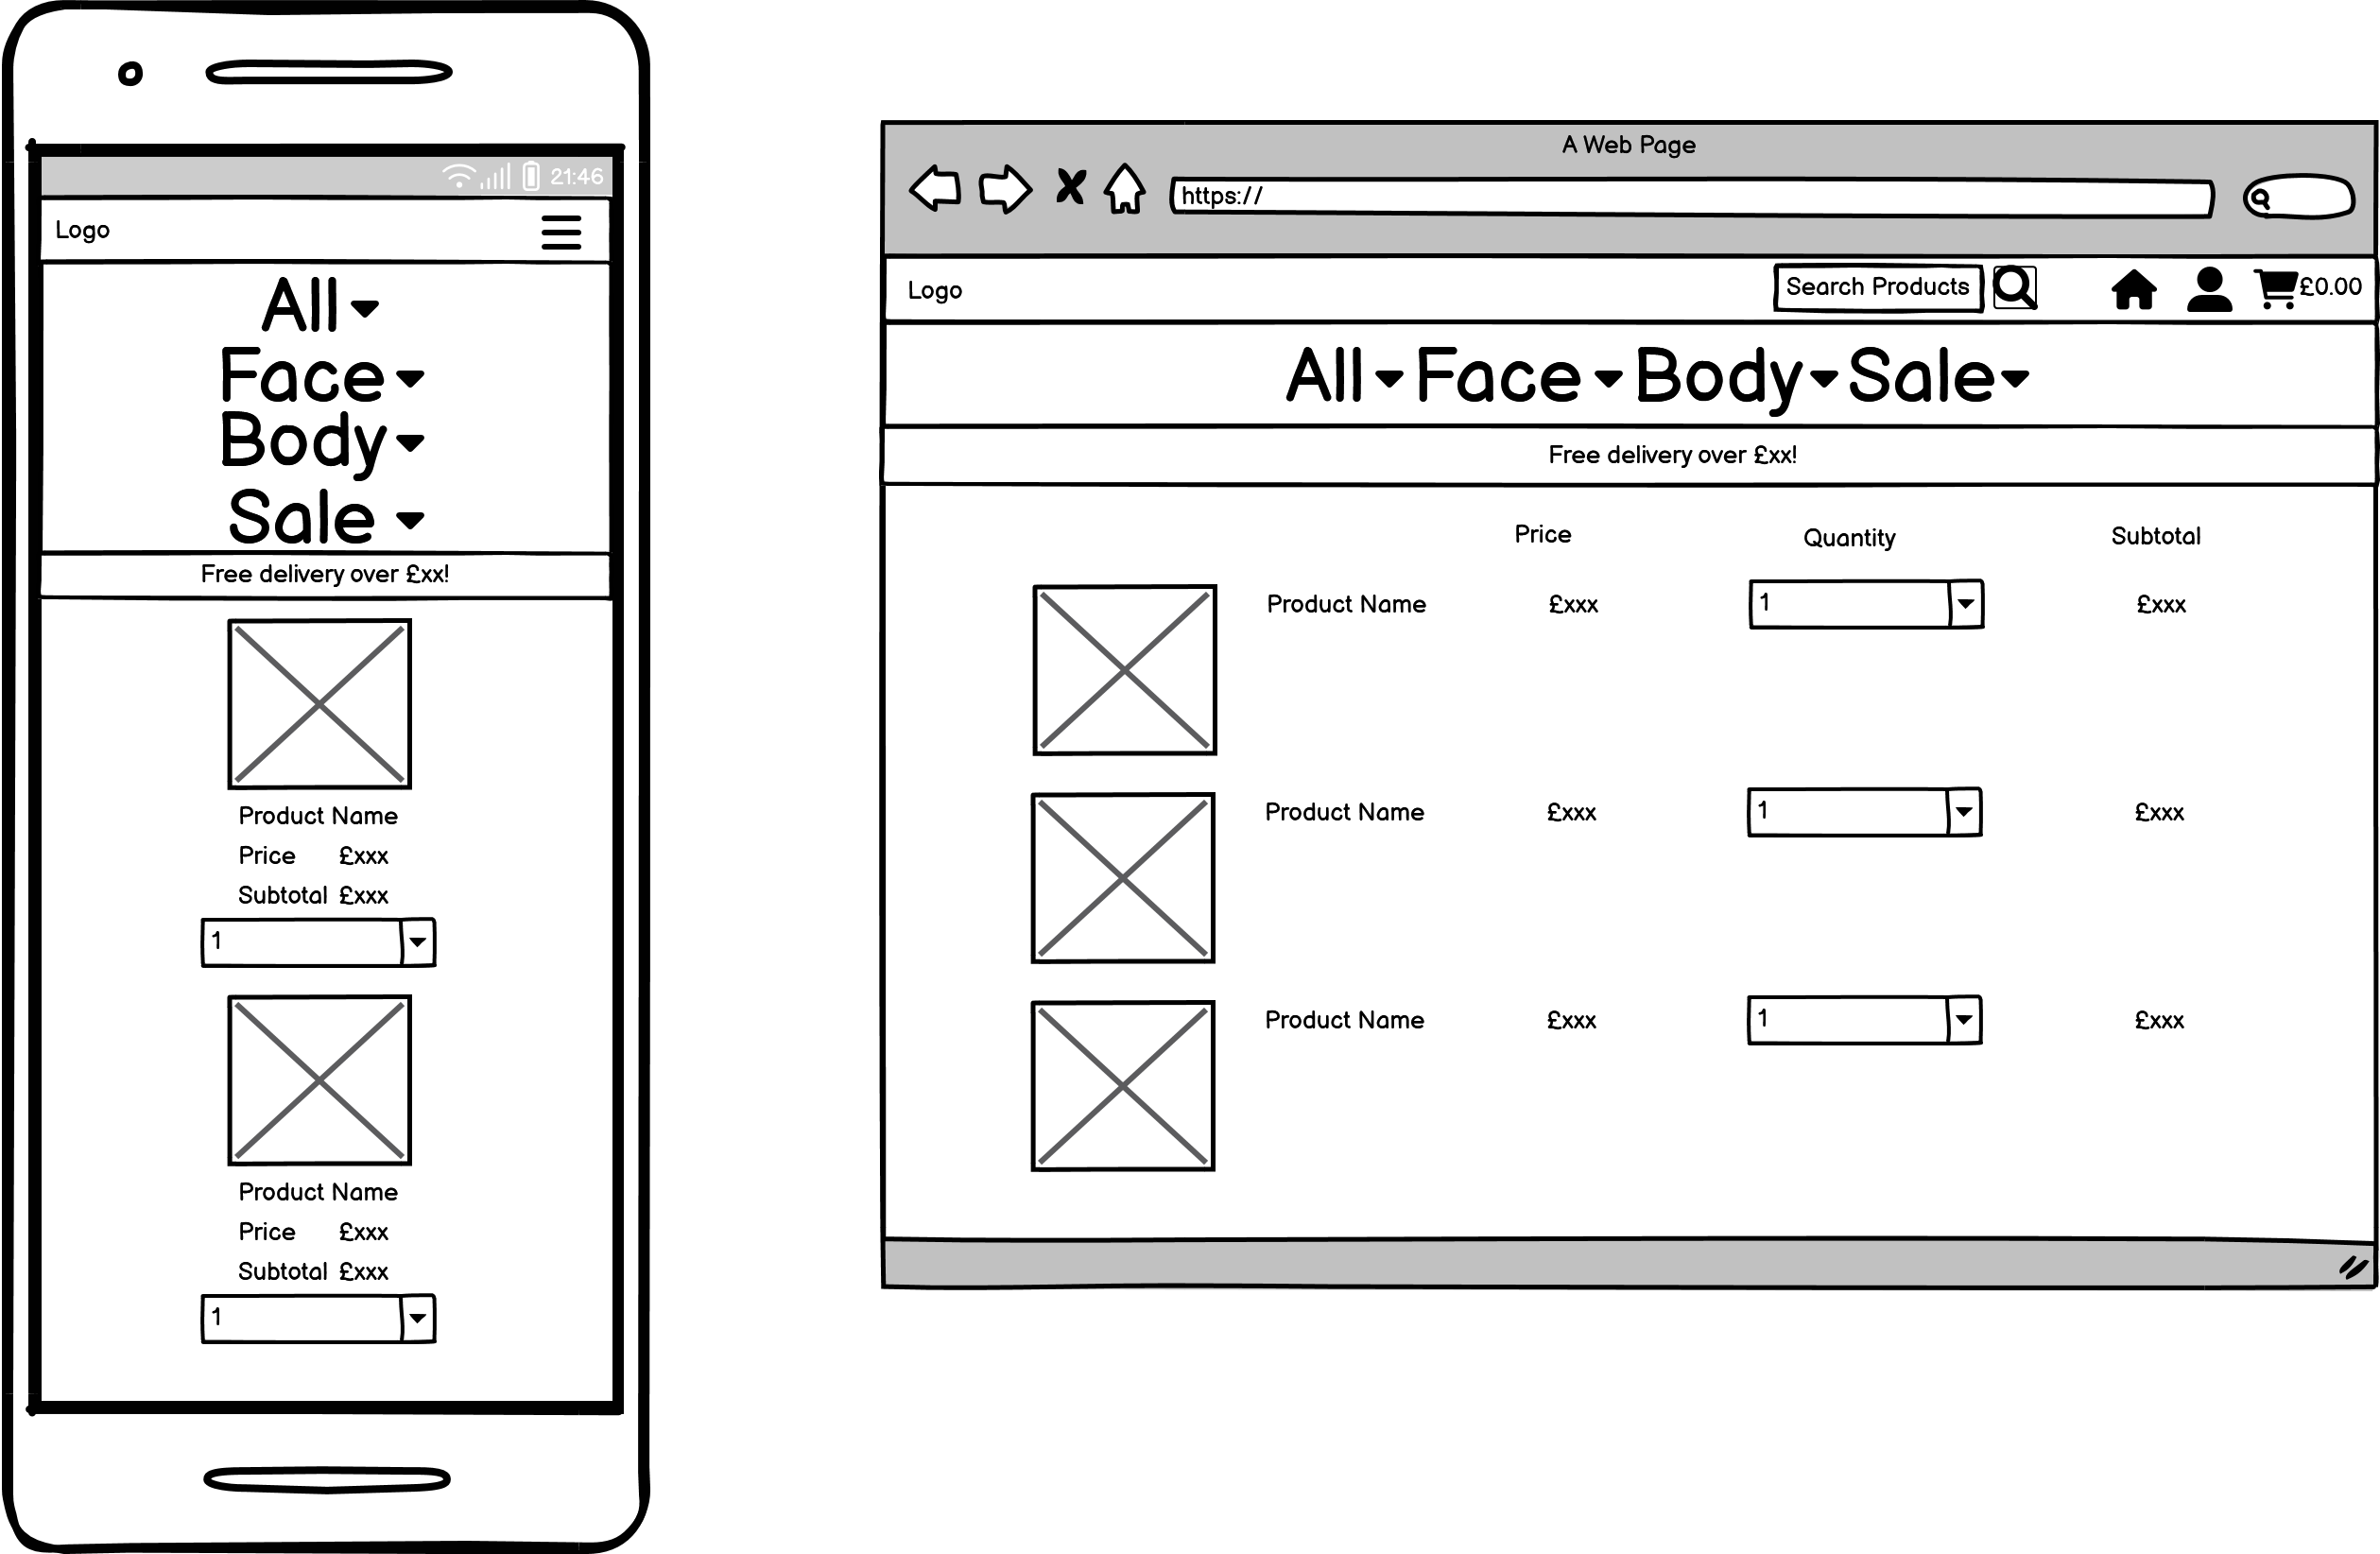 21:46
Logo
All
Face
Body
Sale
Free delivery over £xx!
Product Name
Price £xxx
Subtotal £xxx
1
Product Name
Price £xxx
Subtotal £xxx
1
A Web Page
https://
Logo Search Products £0.00
All Face Body Sale
Free delivery over £xx!
Price Quantity Subtotal
Product Name £xxx 1 £xxx
Product Name £xxx 1 £xxx
Product Name £xxx 1 £xxx